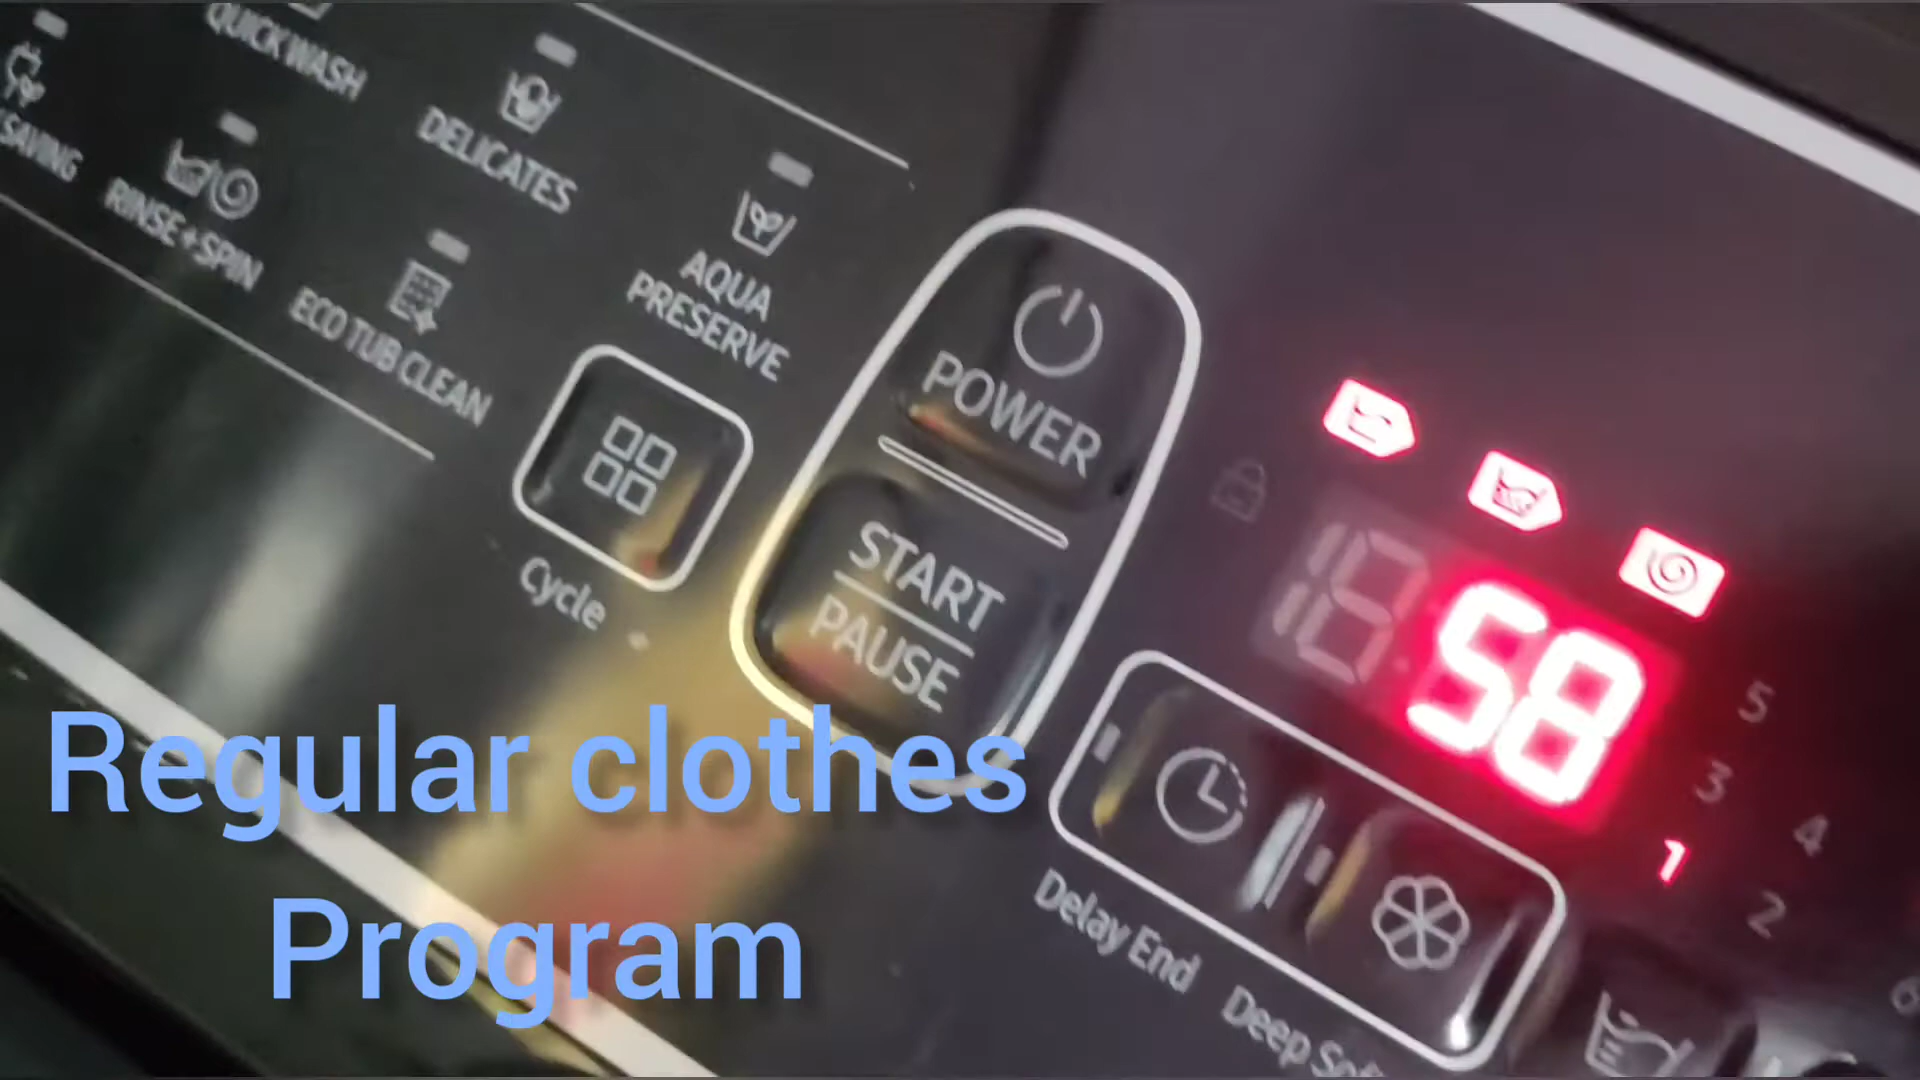 QUICK WASH
DELICATES
AQUA
PRESERVE
SAVING
RINSE+SPIN
ECO TUB CLEAN
Cycle
POWER
START
PAUSE
58
5
3
4
1
2
6
Delay End
Deep
Regular clothes
Program